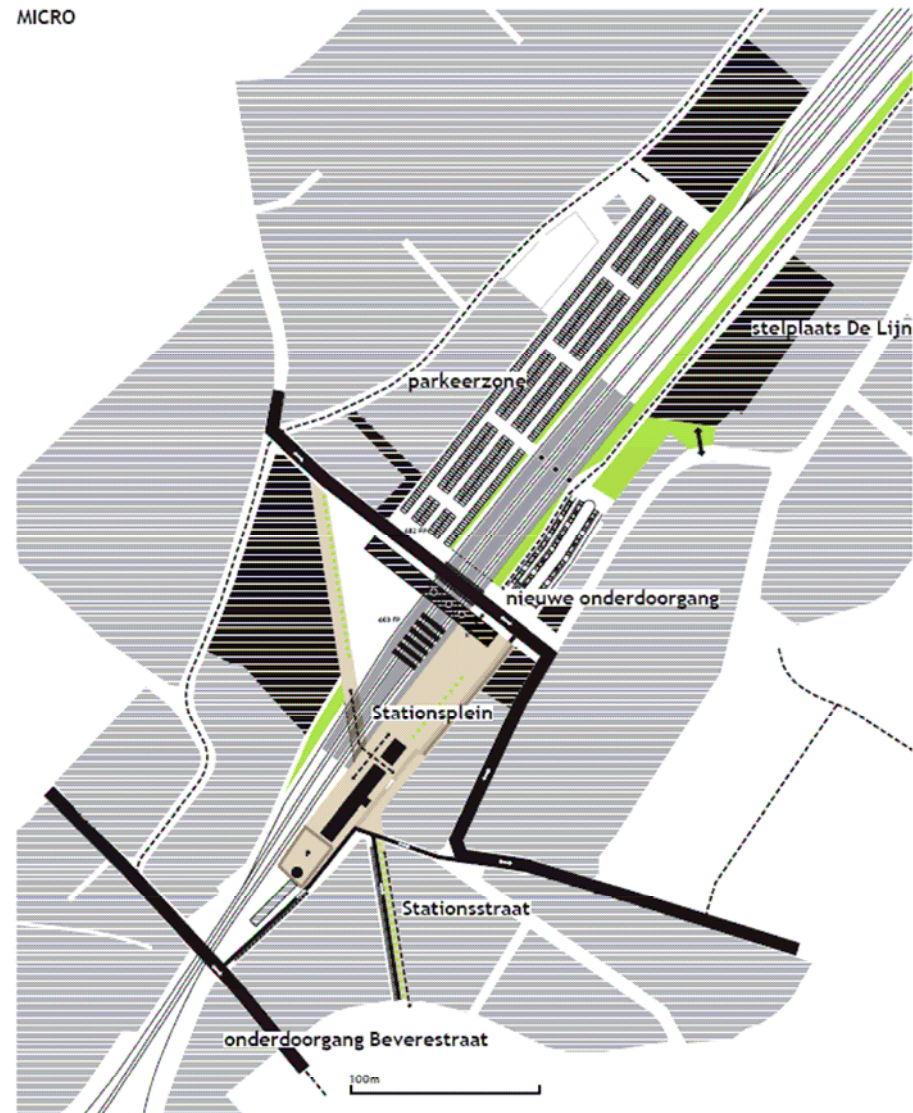 MICRO
stelplaats De Lijn
parkeerzone
nieuwe onderdoorgang
Stationsplein
Stationsstraat
onderdoorgang Beverestraat
100m